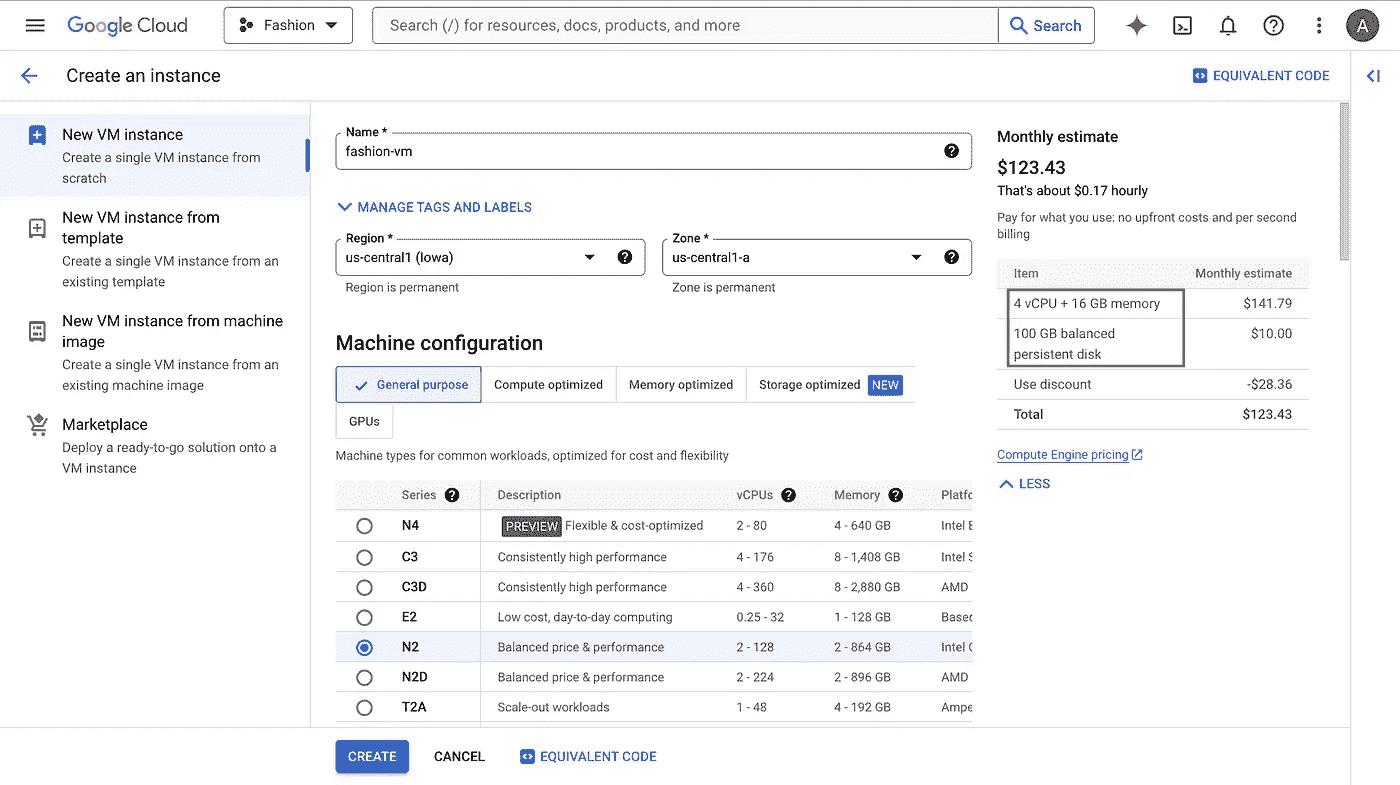 Google Cloud
Fashion
Search (/) for resources, docs, products, and more
Search
A
Create an instance
EQUIVALENT CODE
New VM instance
Create a single VM instance from
scratch
New VM instance from
template
Create a single VM instance from an
existing template
New VM instance from machine
image
Create a single VM instance from an
existing machine image
Marketplace
Deploy a ready-to-go solution onto a
VM instance
Name *
fashion-vm
MANAGE TAGS AND LABELS
Region *
us-central1 (Iowa)
Region is permanent
Zone *
us-central1-a
Zone is permanent
Machine configuration
General purpose
Compute optimized
Memory optimized
Storage optimized NEW
GPUs
Machine types for common workloads, optimized for cost and flexibility
Series Description vCPUs Memory Platfo
N4 PREVIEW Flexible & cost-optimized 2 - 80 4 - 640 GB Intel E
C3 Consistently high performance 4 - 176 8 - 1,408 GB Intel S
C3D Consistently high performance 4 - 360 8 - 2,880 GB AMD
E2 Low cost, day-to-day computing 0.25 - 32 1 - 128 GB Based
N2 Balanced price & performance 2 - 128 2 - 864 GB Intel C
N2D Balanced price & performance 2 - 224 2 - 896 GB AMD
T2A Scale-out workloads 1 - 48 4 - 192 GB Ampe
CREATE
CANCEL
EQUIVALENT CODE
Monthly estimate
$123.43
That's about $0.17 hourly
Pay for what you use: no upfront costs and per second
billing
Item Monthly estimate
4 vCPU + 16 GB memory $141.79
100 GB balanced $10.00
persistent disk
Use discount -$28.36
Total $123.43
Compute Engine pricing
LESS